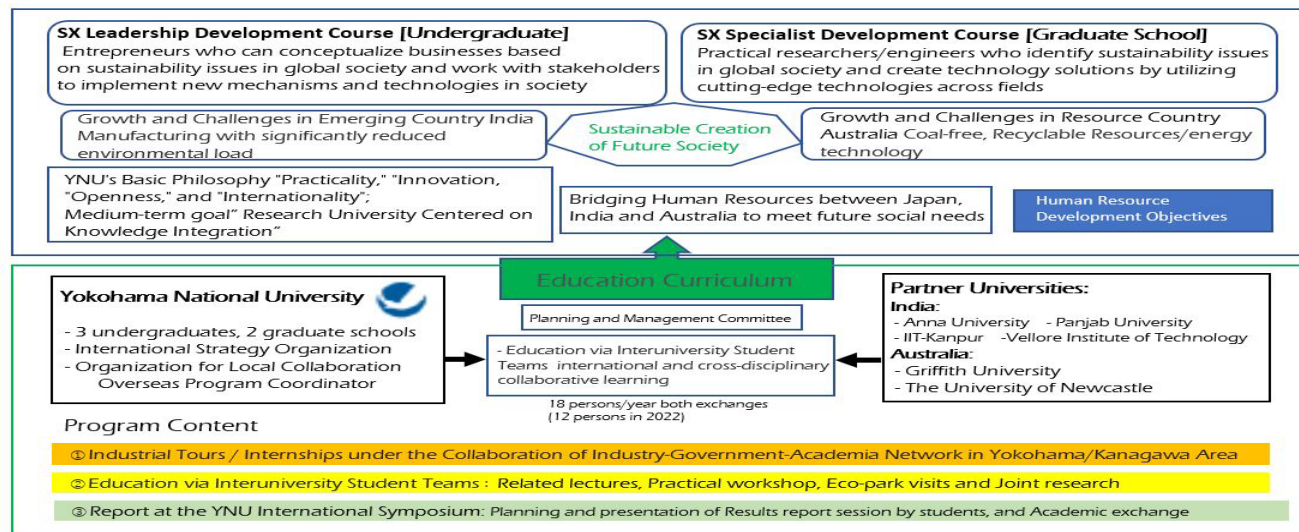 SX Leadership Development Course [Undergraduate]
Entrepreneurs who can conceptualize businesses based
on sustainability issues in global society and work with stakeholders
to implement new mechanisms and technologies in society
SX Specialist Development Course [Graduate School]
Practical researchers/engineers who identify sustainability issues
in global society and create technology solutions by utilizing
cutting-edge technologies across fields
Growth and Challenges in Emerging Country India
Manufacturing with significantly reduced
environmental load
Sustainable Creation
of Future Society
Growth and Challenges in Resource Country
Australia Coal-free, Recyclable Resources/energy
technology
YNU's Basic Philosophy "Practicality," "Innovation,
"Openness," and "Internationality";
Medium-term goal" Research University Centered on
Knowledge Integration"
Bridging Human Resources between Japan,
India and Australia to meet future social needs
Human Resource
Development Objectives
Education Curriculum
Yokohama National University
- 3 undergraduates, 2 graduate schools
- International Strategy Organization
- Organization for Local Collaboration
Overseas Program Coordinator
Planning and Management Committee
- Education via Interuniversity Student
Teams international and cross-disciplinary
collaborative learning
18 persons/year both exchanges
(12 persons in 2022)
Partner Universities:
India:
- Anna University - Panjab University
- IIT-Kanpur -Vellore Institute of Technology
Australia:
- Griffith University
- The University of Newcastle
Program Content
① Industrial Tours / Internships under the Collaboration of Industry-Government-Academia Network in Yokohama/Kanagawa Area
② Education via Interuniversity Student Teams : Related lectures, Practical workshop, Eco-park visits and Joint research
③ Report at the YNU International Symposium: Planning and presentation of Results report session by students, and Academic exchange